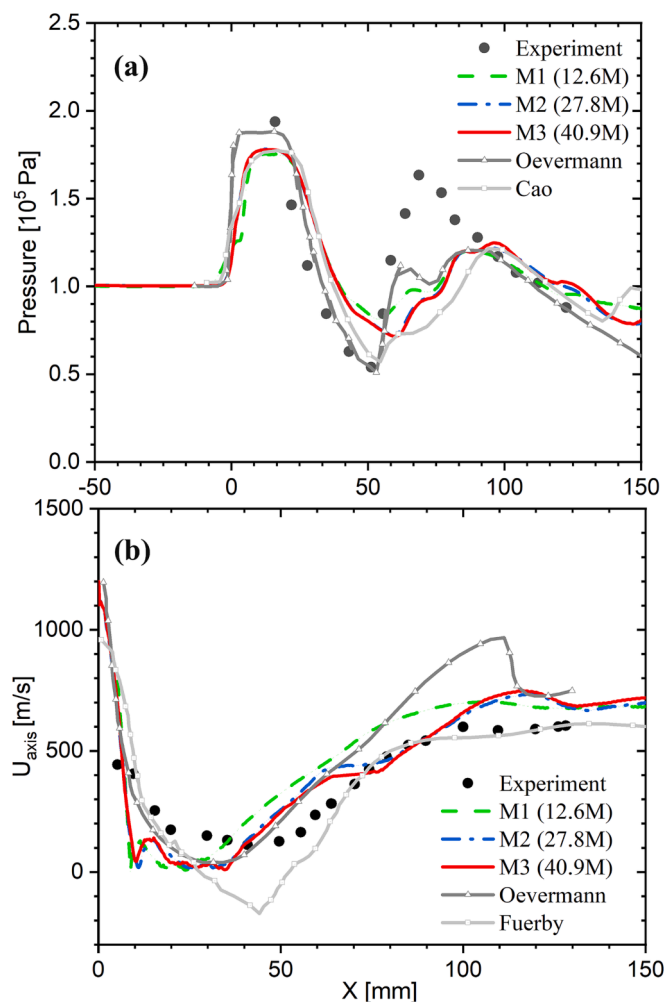 (a)
Pressure [10⁵ Pa]
2.5
2.0
1.5
1.0
0.5
0.0
Experiment
M1 (12.6M)
M2 (27.8M)
M3 (40.9M)
Oevermann
Cao
-50 0 50 100 150
(b)
U_axis [m/s]
1500
1000
500
0
Experiment
M1 (12.6M)
M2 (27.8M)
M3 (40.9M)
Oevermann
Fuerby
0 50 100 150
X [mm]